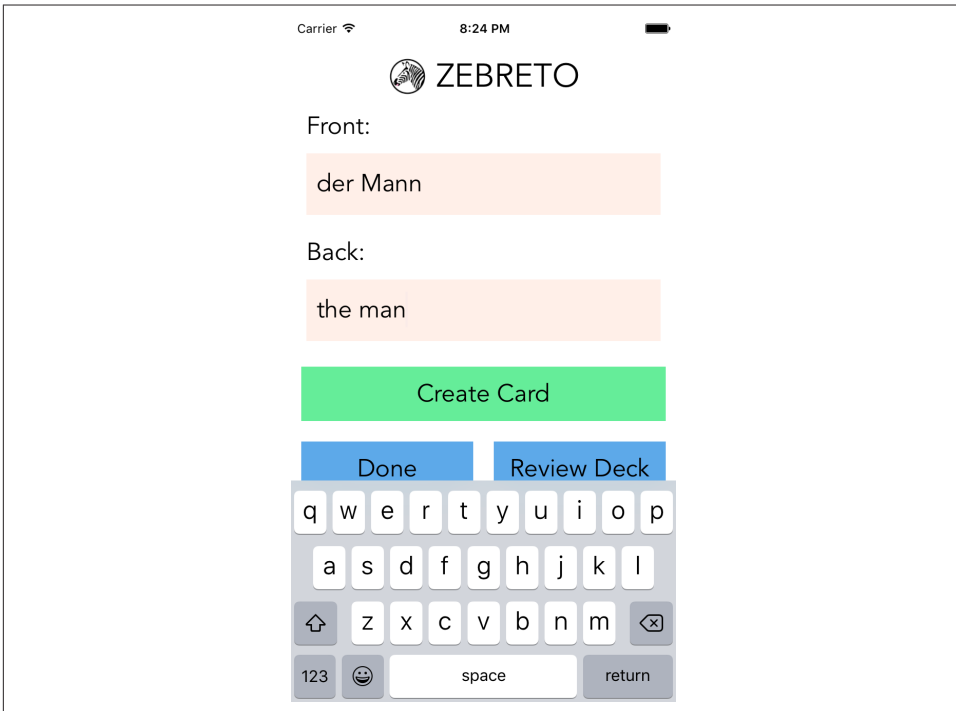 Carrier 8:24 PM
ZEBRETO
Front:
der Mann
Back:
the man
Create Card
Done Review Deck
q w e r t y u i o p
a s d f g h j k l
z x c v b n m
123 space return